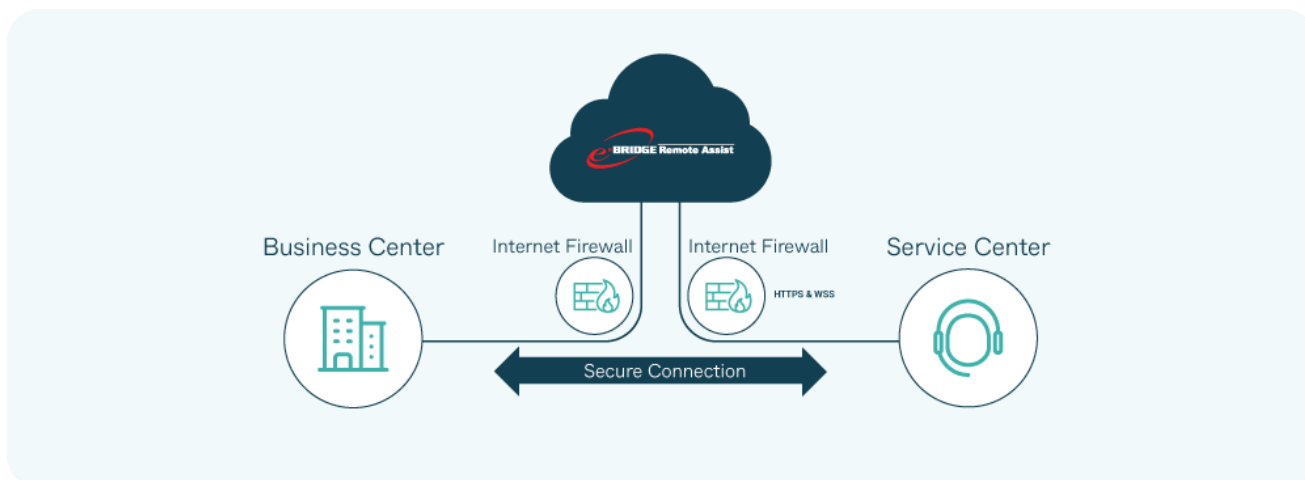 e-BRIDGE Remote Assist
Business Center
Internet Firewall
Internet Firewall
Service Center
HTTPS & WSS
Secure Connection